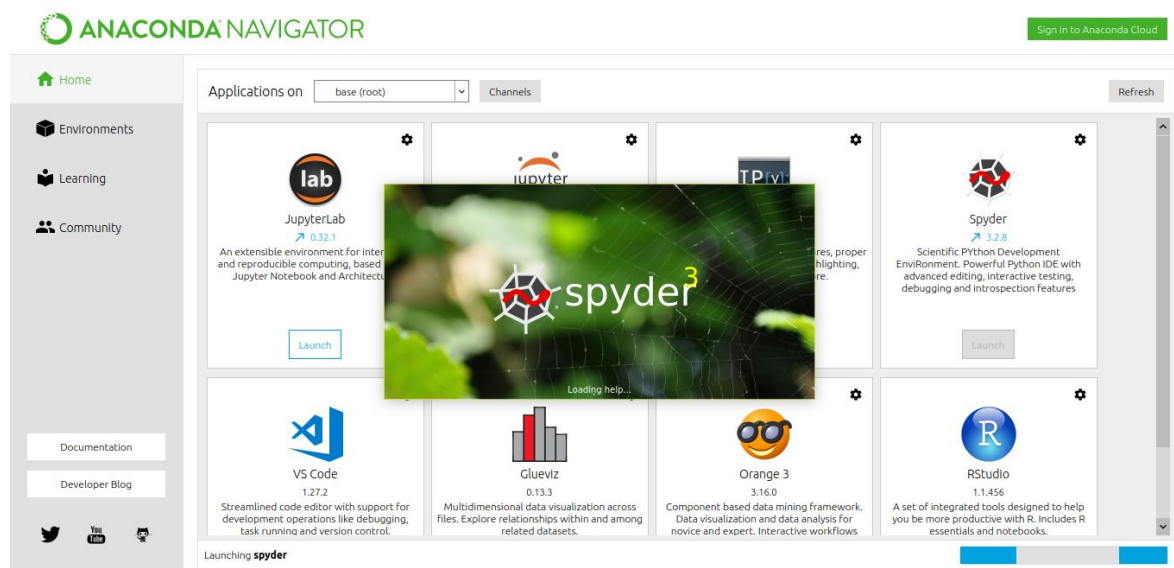 ANACONDA NAVIGATOR
Sign in to Anaconda Cloud
Home
Environments
Learning
Community
Documentation
Developer Blog
You
Tube
Applications on
base (root)
Channels
Refresh
lab
JupyterLab
0.32.1
An extensible environment for inter
and reproducible computing, based
Jupyter Notebook and Architectu
Launch
jupyter
IP[y]:
res, proper
hlighting,
re.
Spyder
3.2.8
Scientific PYthon Development
EnviRonment. Powerful Python IDE with
advanced editing, interactive testing,
debugging and introspection features
Launch
spyder3
Loading help...
VS Code
1.27.2
Streamlined code editor with support for
development operations like debugging,
task running and version control.
Glueviz
0.13.3
Multidimensional data visualization across
files. Explore relationships within and among
related datasets.
Orange 3
3.16.0
Component based data mining framework.
Data visualization and data analysis for
novice and expert. Interactive workflows
R
RStudio
1.1.456
A set of integrated tools designed to help
you be more productive with R. Includes R
essentials and notebooks.
Launching spyder